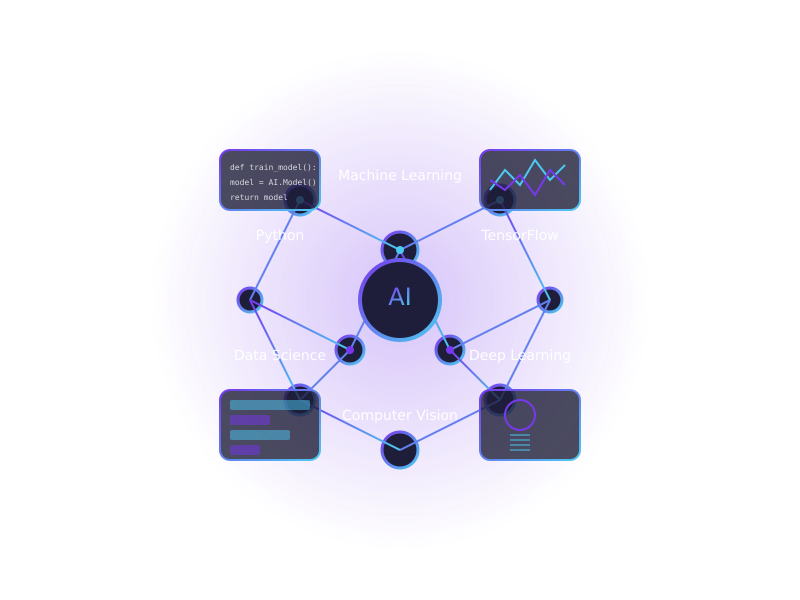 def train_model():
model = AI.Model()
return model
Machine Learning
Python
TensorFlow
AI
Data Science
Deep Learning
Computer Vision